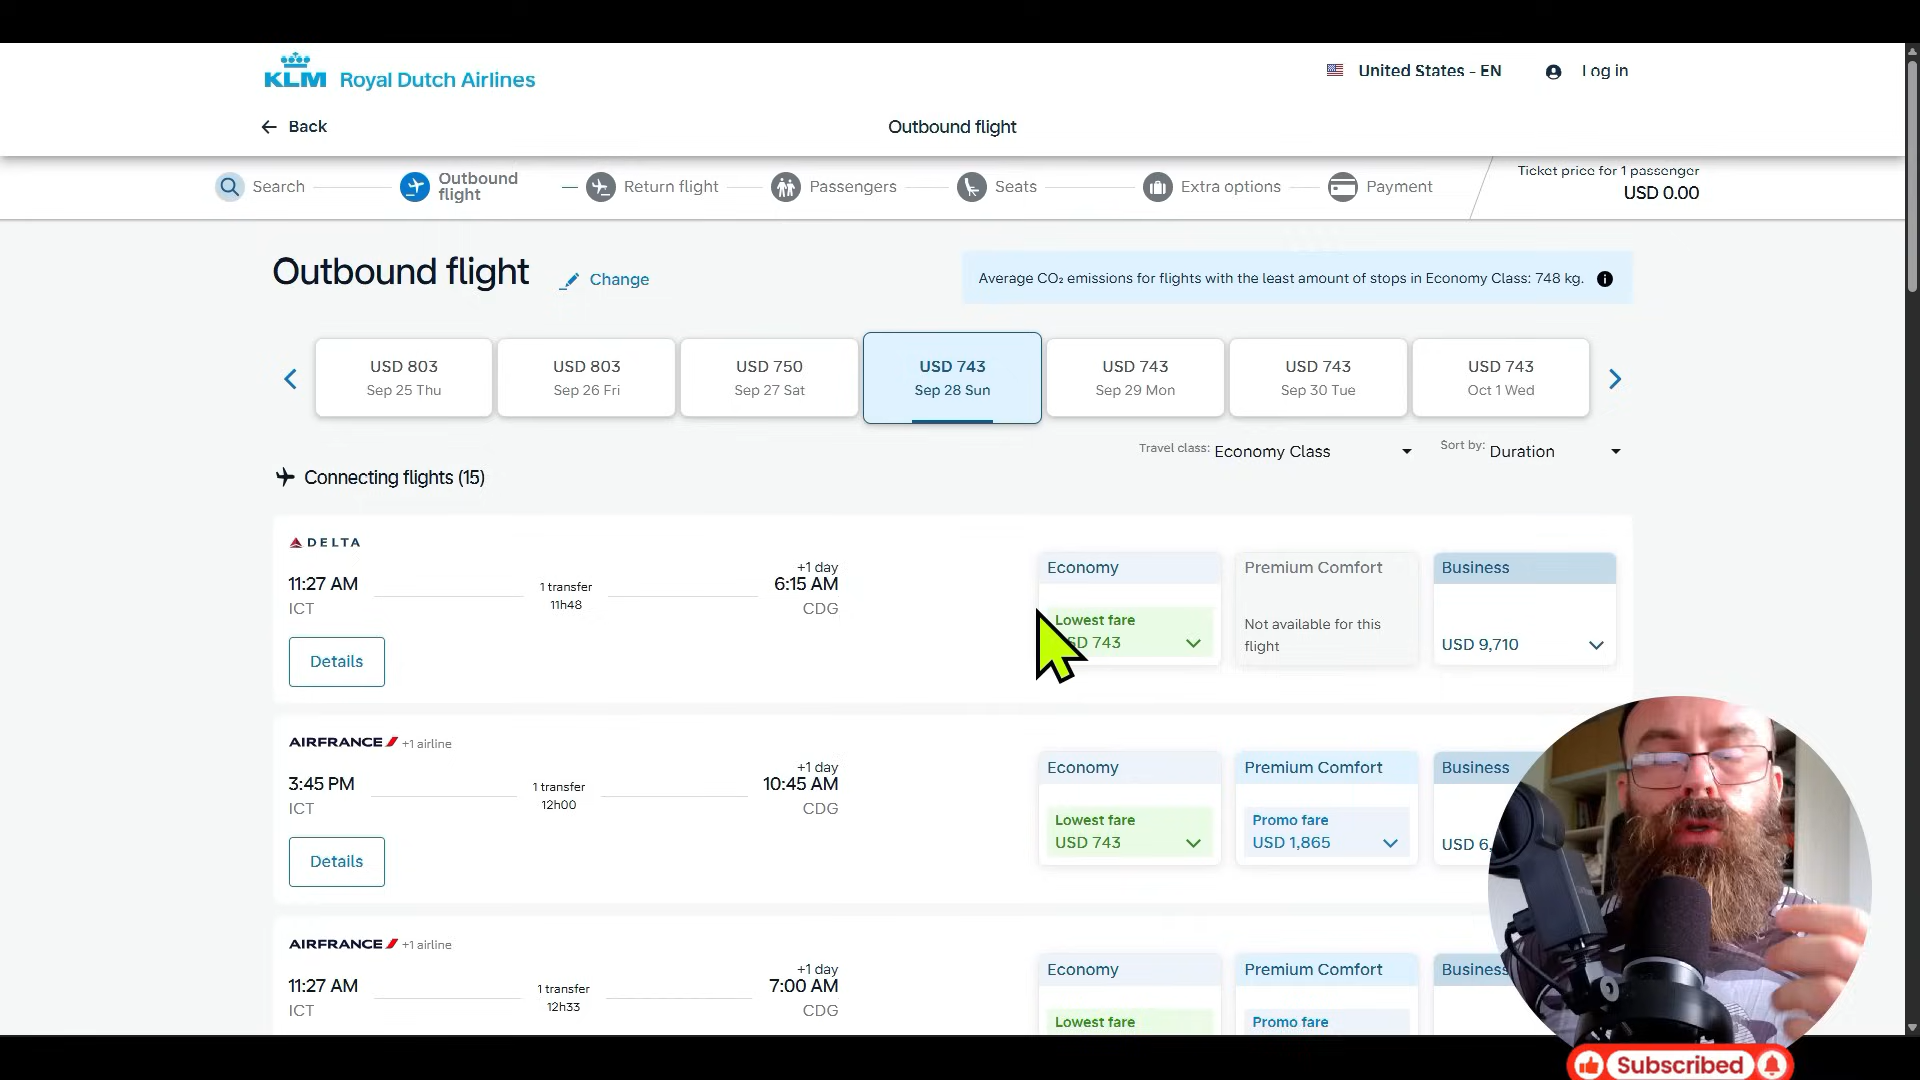 KLM Royal Dutch Airlines
United States - EN
Log in
Back
Outbound flight
Search
Outbound
flight
Return flight
Passengers
Seats
Extra options
Payment
Ticket price for 1 passenger
USD 0.00
Outbound flight
Change
Average CO₂ emissions for flights with the least amount of stops in Economy Class: 748 kg.
USD 803
Sep 25 Thu
USD 803
Sep 26 Fri
USD 750
Sep 27 Sat
USD 743
Sep 28 Sun
USD 743
Sep 29 Mon
USD 743
Sep 30 Tue
USD 743
Oct 1 Wed
Travel class: Economy Class
Sort by: Duration
Connecting flights (15)
DELTA
11:27 AM
ICT
1 transfer
11h48
+1 day
6:15 AM
CDG
Details
Economy
Lowest fare
743
Premium Comfort
Not available for this
flight
Business
USD 9,710
AIRFRANCE +1 airline
3:45 PM
ICT
1 transfer
12h00
+1 day
10:45 AM
CDG
Details
Economy
Lowest fare
USD 743
Premium Comfort
Promo fare
USD 1,865
Business
USD 6,
AIRFRANCE +1 airline
11:27 AM
ICT
1 transfer
12h33
+1 day
7:00 AM
CDG
Economy
Lowest fare
Premium Comfort
Promo fare
Business
Subscribed